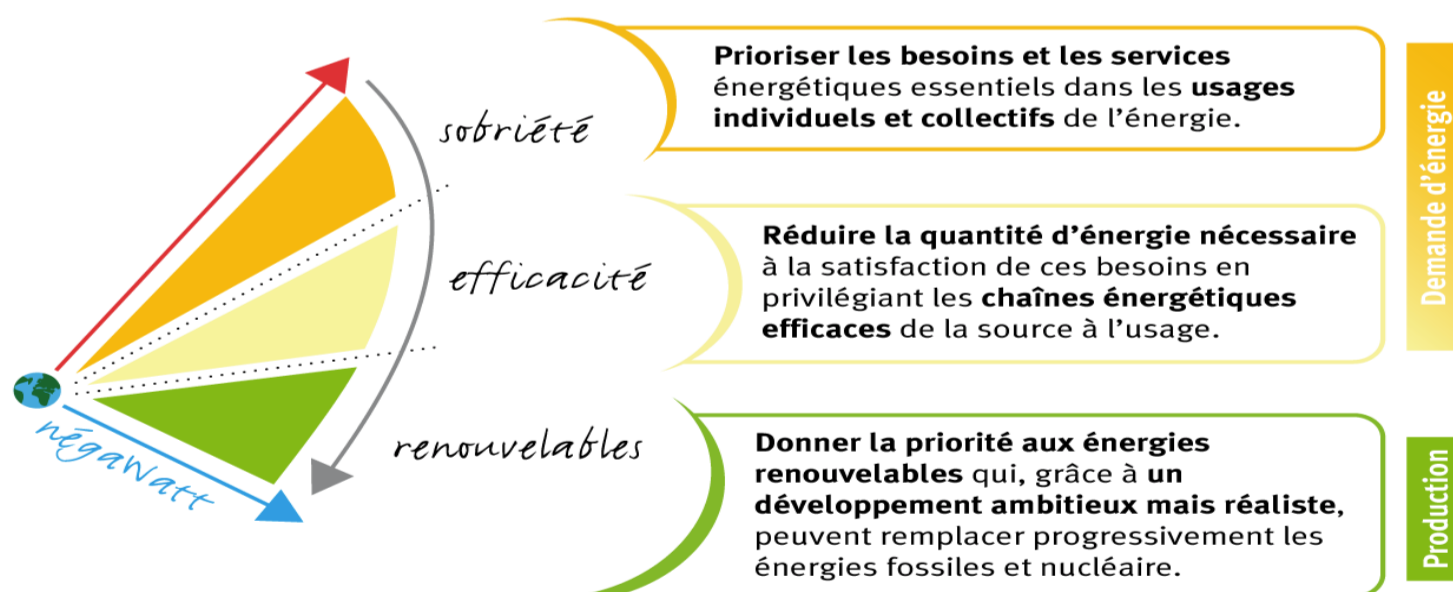 sobriété
Prioriser les besoins et les services
énergétiques essentiels dans les usages
individuels et collectifs de l'énergie.
efficacité
Réduire la quantité d'énergie nécessaire
à la satisfaction de ces besoins en
privilégiant les chaînes énergétiques
efficaces de la source à l'usage.
Demande d'énergie
négaWatt
renouvelables
Donner la priorité aux énergies
renouvelables qui, grâce à un
développement ambitieux mais réaliste,
peuvent remplacer progressivement les
énergies fossiles et nucléaire.
Production